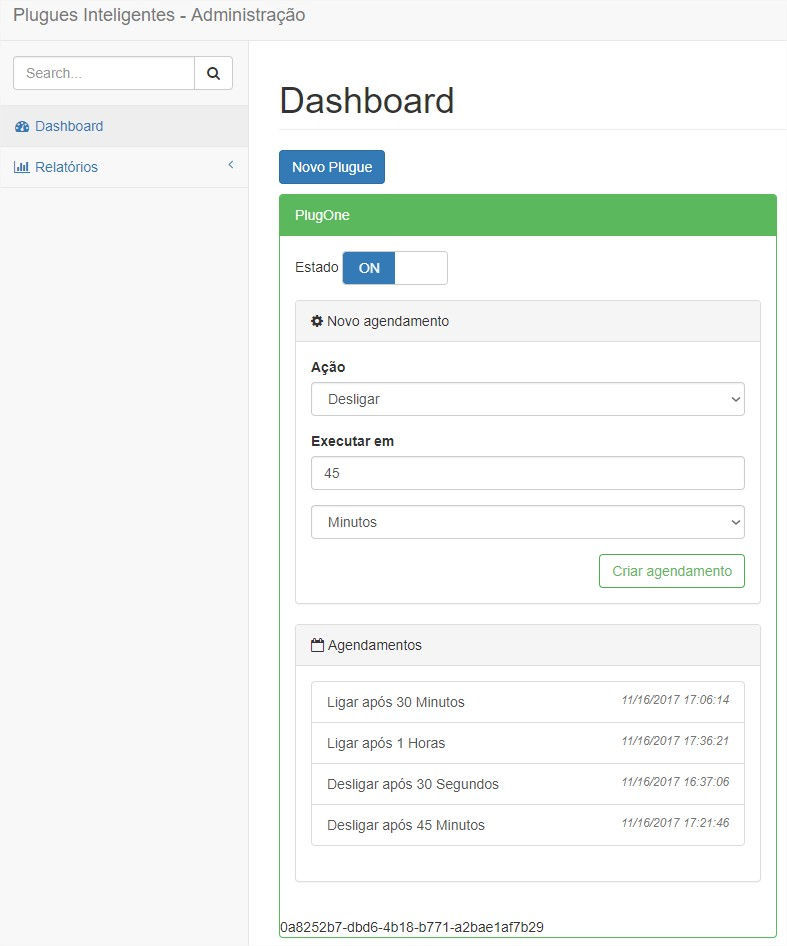 Plugues Inteligentes - Administração
Search...
Dashboard
Relatórios
Dashboard
Novo Plugue
PlugOne
Estado ON
Novo agendamento
Ação
Desligar
Executar em
45
Minutos
Criar agendamento
Agendamentos
Ligar após 30 Minutos 11/16/2017 17:06:14
Ligar após 1 Horas 11/16/2017 17:36:21
Desligar após 30 Segundos 11/16/2017 16:37:06
Desligar após 45 Minutos 11/16/2017 17:21:46
0a8252b7-dbd6-4b18-b771-a2bae1af7b29